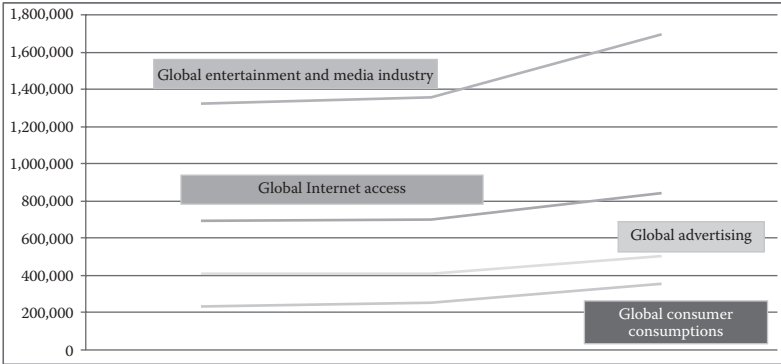 1,800,000
1,600,000
1,400,000
1,200,000
1,000,000
800,000
600,000
400,000
200,000
0
Global entertainment and media industry
Global Internet access
Global advertising
Global consumer
consumptions